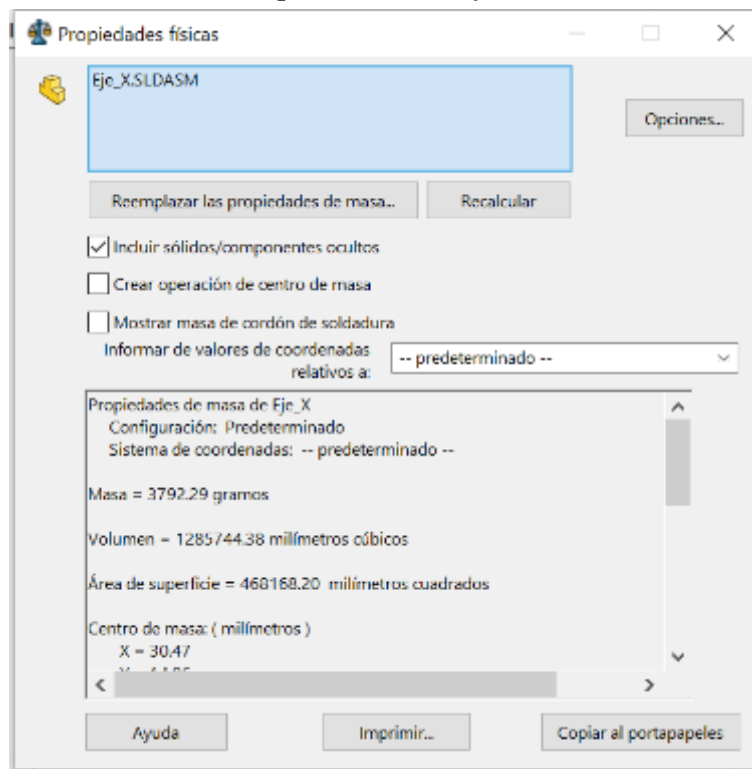 Propiedades físicas
Eje_X.SLDASM
Opciones...
Reemplazar las propiedades de masa...
Recalcular
Incluir sólidos/componentes ocultos
Crear operación de centro de masa
Mostrar masa de cordón de soldadura
Informar de valores de coordenadas
relativos a:
-- predeterminado --
Propiedades de masa de Eje_X
Configuración: Predeterminado
Sistema de coordenadas: -- predeterminado --
Masa = 3792.29 gramos
Volumen = 1285744.38 milímetros cúbicos
Área de superficie = 468168.20 milímetros cuadrados
Centro de masa: ( milímetros )
X = 30.47
Ayuda
Imprimir...
Copiar al portapapeles